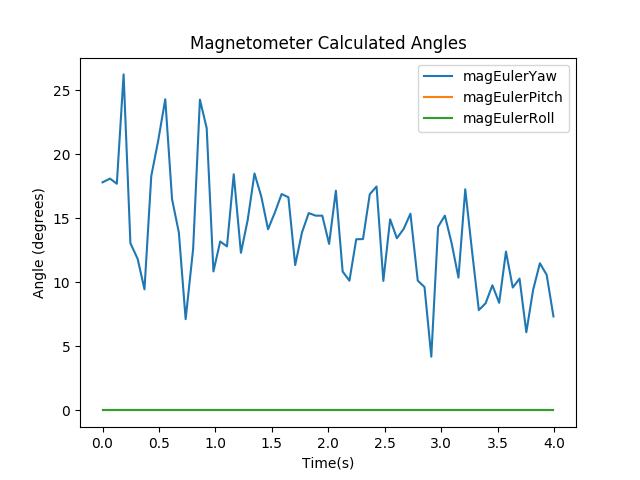 Magnetometer Calculated Angles
magEulerYaw
magEulerPitch
magEulerRoll
Angle (degrees)
25
20
15
10
5
0
0.0 0.5 1.0 1.5 2.0 2.5 3.0 3.5 4.0
Time(s)